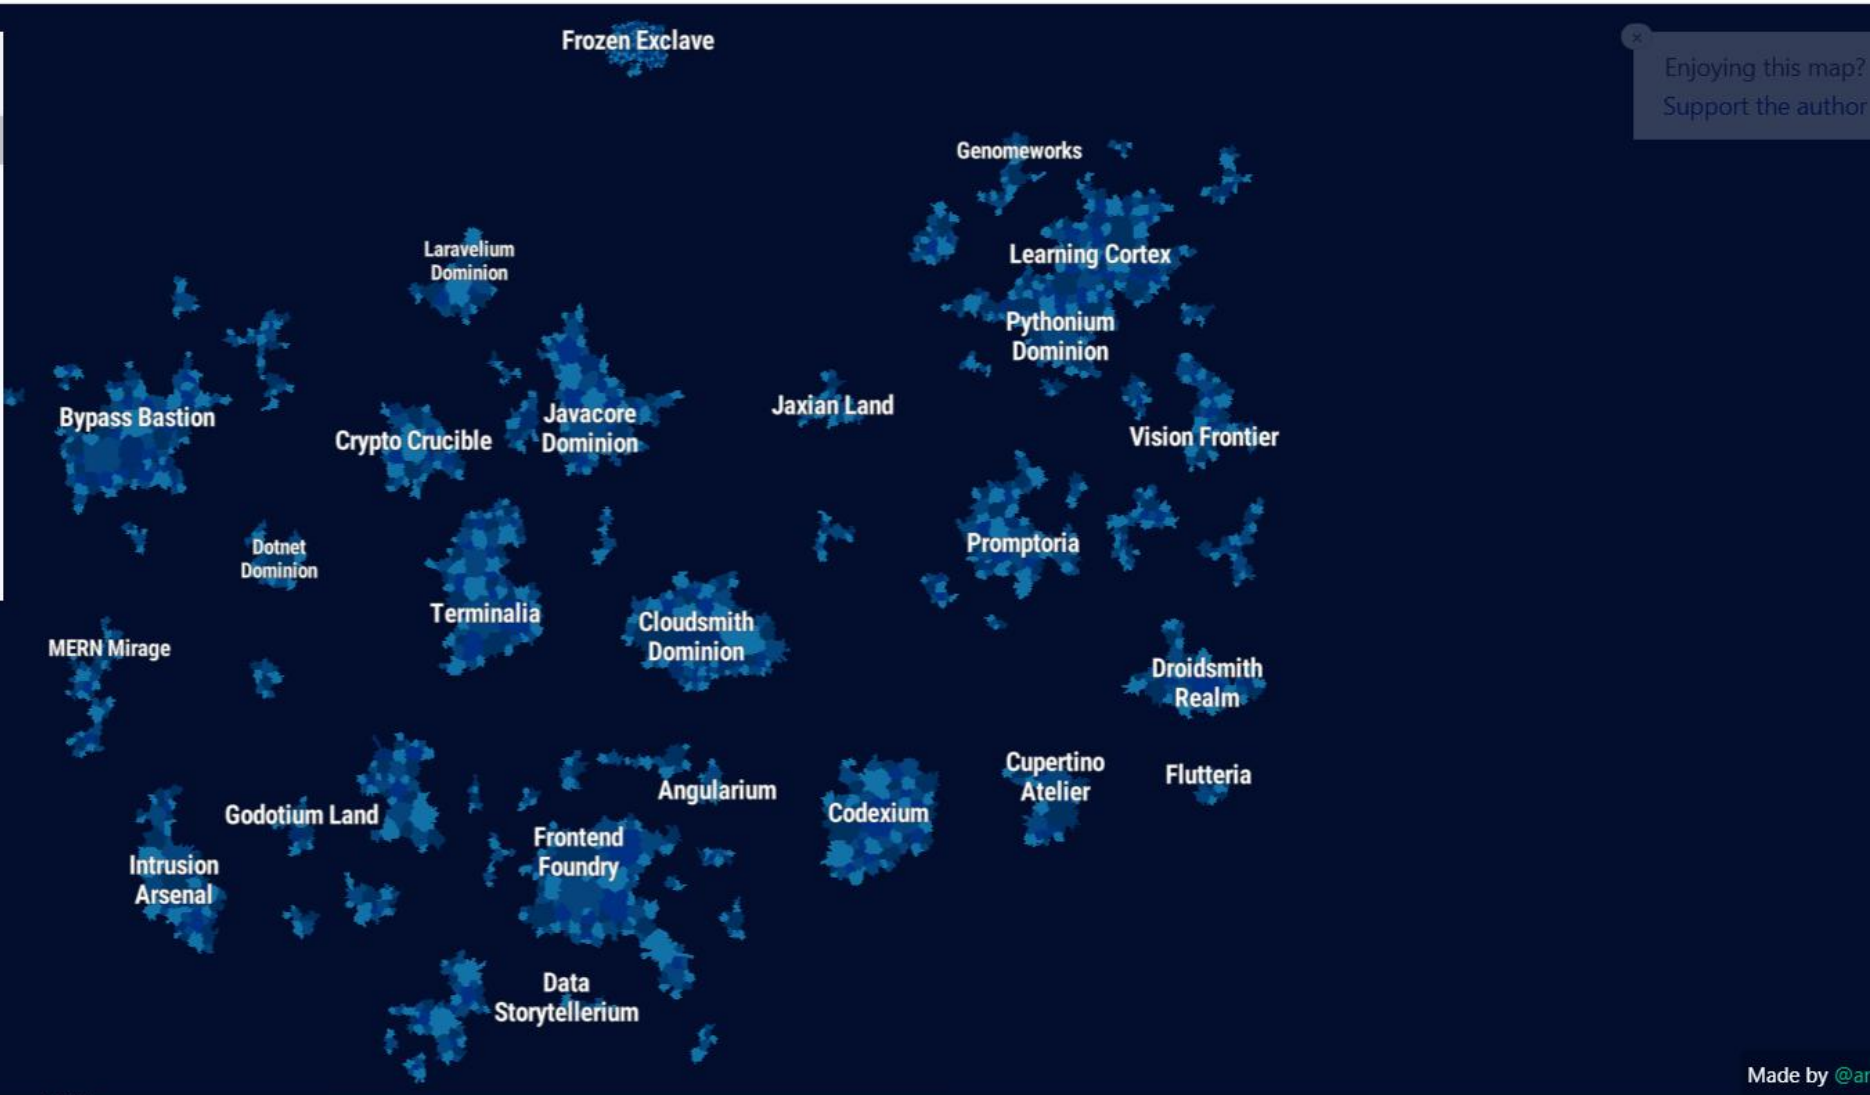 Frozen Exclave
×
Enjoying this map?
Support the author
Genomeworks
Laravelium
Dominion
Learning Cortex
Pythonium
Dominion
Bypass Bastion
Crypto Crucible
Javacore
Dominion
Jaxian Land
Vision Frontier
Dotnet
Dominion
Promptoria
Terminalia
Cloudsmith
Dominion
MERN Mirage
Droidsmith
Realm
Cupertino
Atelier
Flutteria
Angularium
Godotium Land
Codexium
Frontend
Foundry
Intrusion
Arsenal
Data
Storytellerium
Made by @an